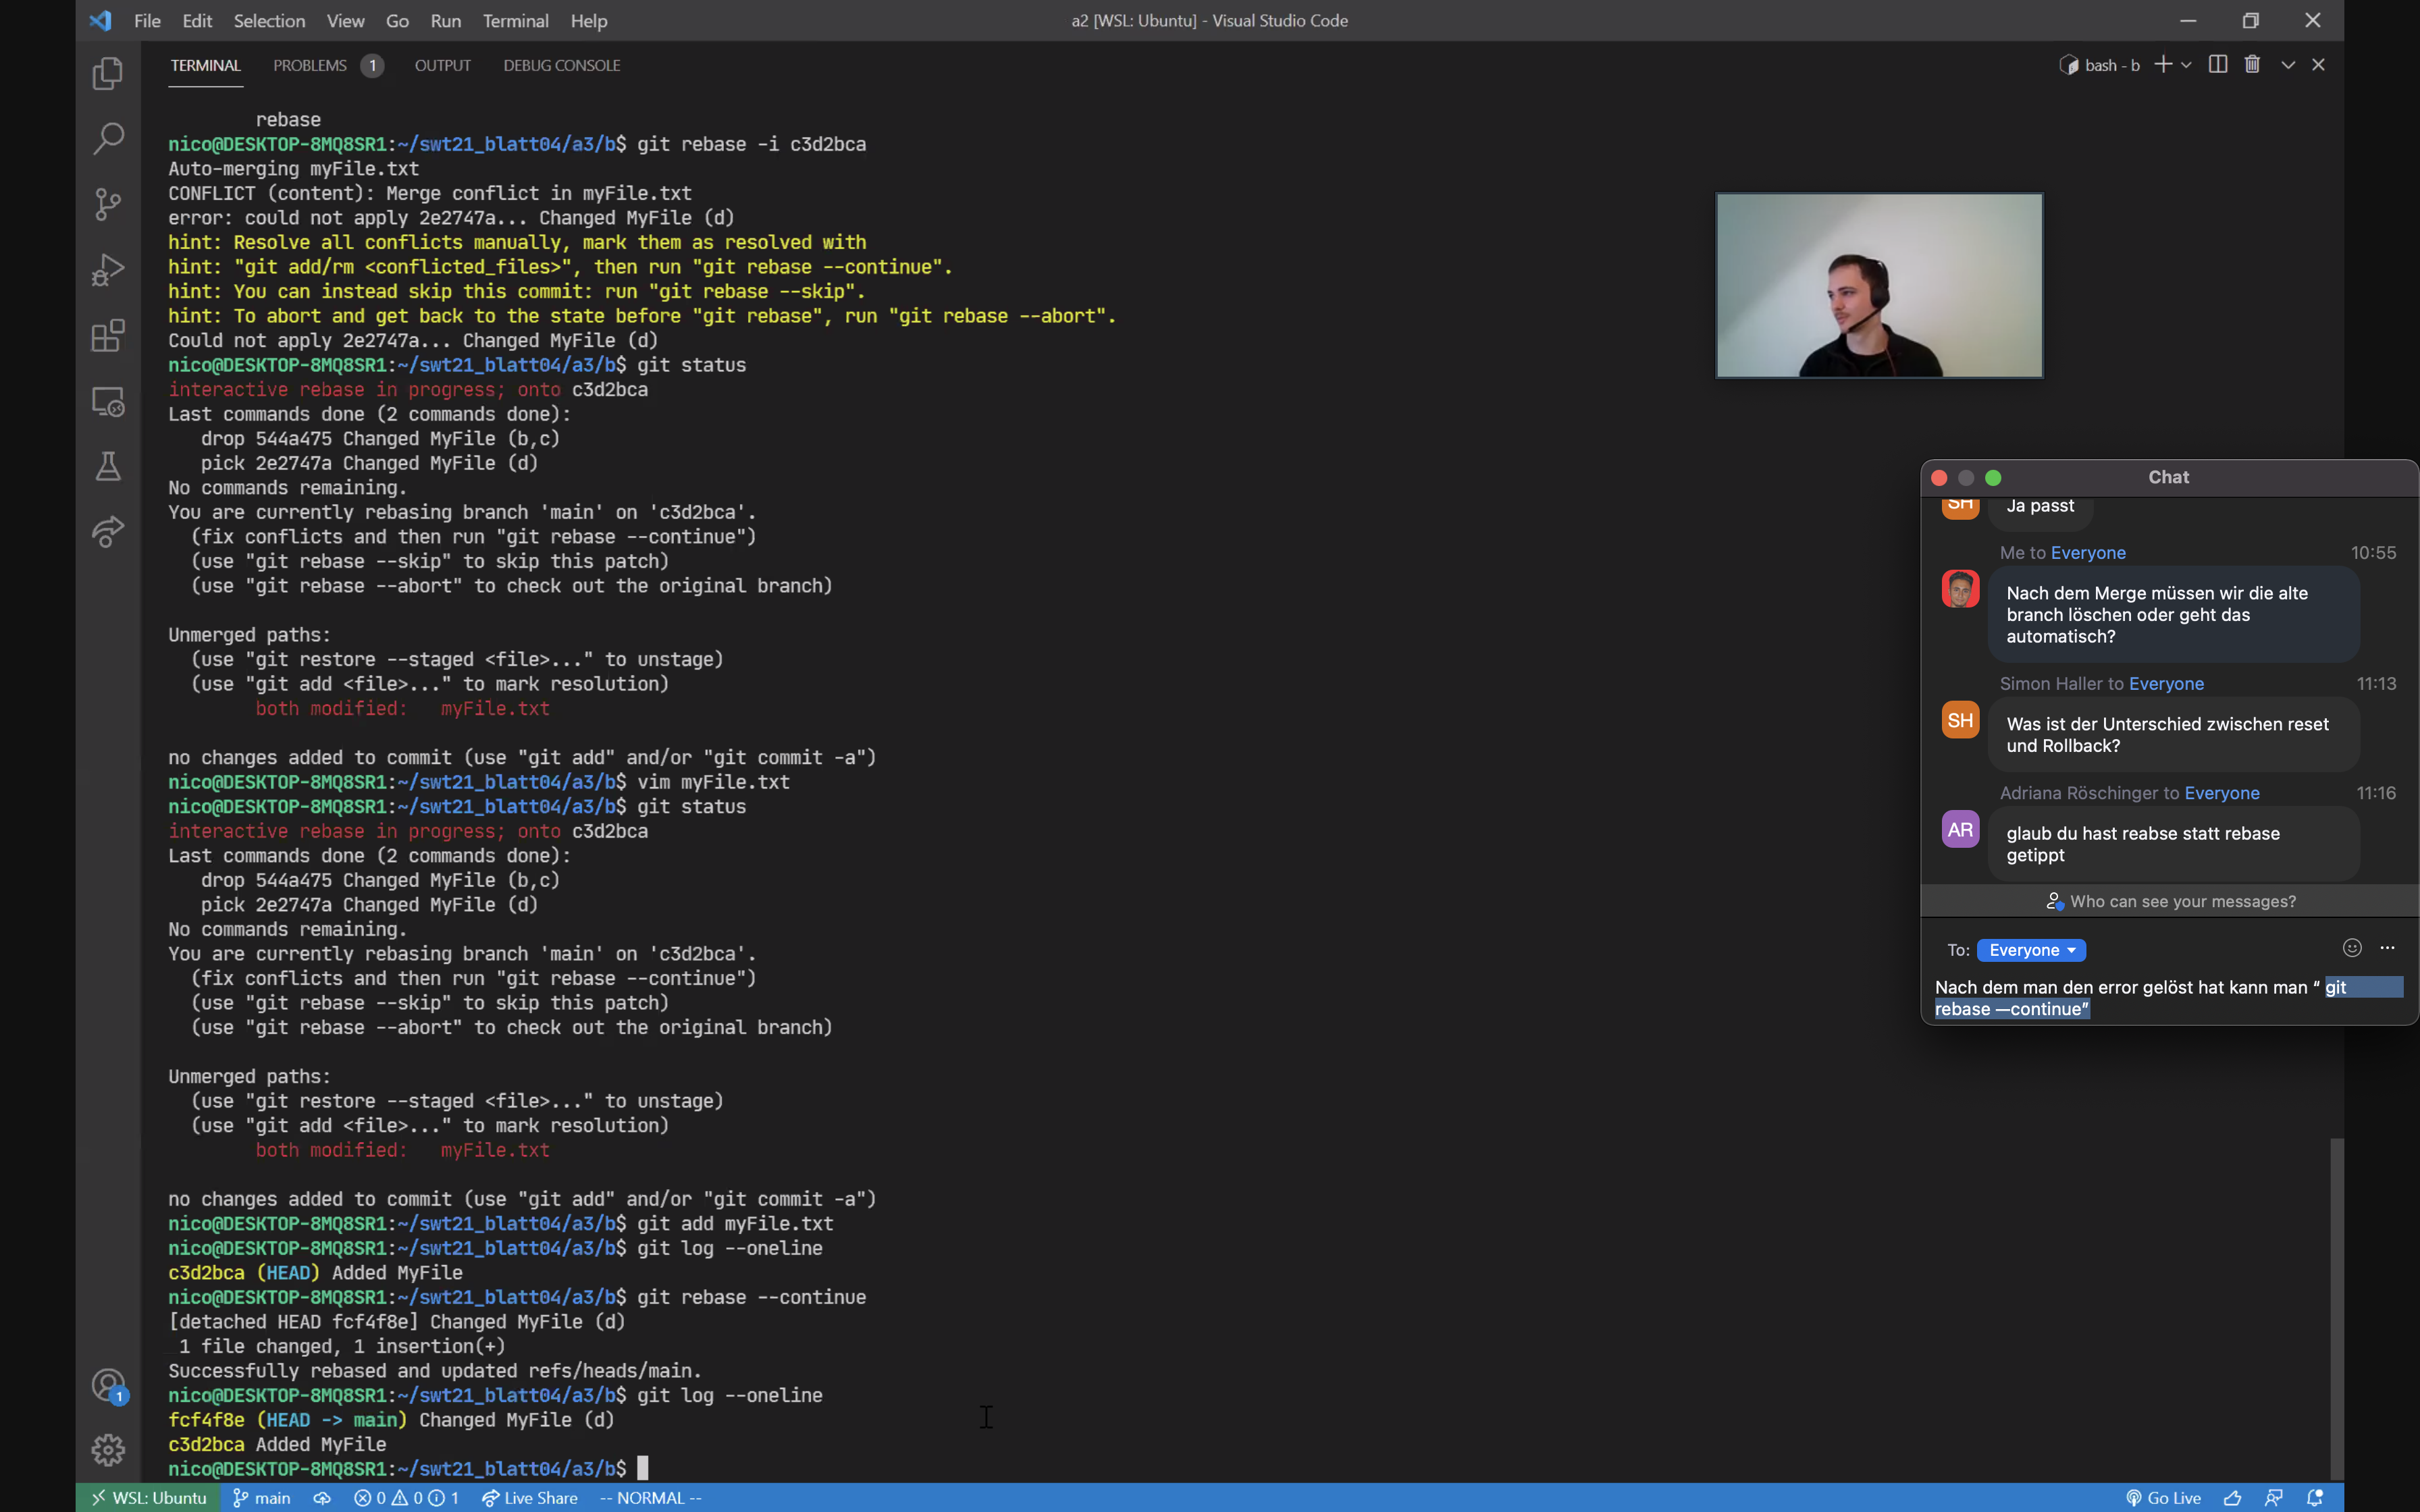 File Edit Selection View Go Run Terminal Help
a2 [WSL: Ubuntu] - Visual Studio Code
TERMINAL PROBLEMS 1 OUTPUT DEBUG CONSOLE
bash - b
rebase
nico@DESKTOP-8MQ8SR1:~/swt21_blatt04/a3/b$ git rebase -i c3d2bca
Auto-merging myFile.txt
CONFLICT (content): Merge conflict in myFile.txt
error: could not apply 2e2747a... Changed MyFile (d)
hint: Resolve all conflicts manually, mark them as resolved with
hint: "git add/rm <conflicted_files>", then run "git rebase --continue".
hint: You can instead skip this commit: run "git rebase --skip".
hint: To abort and get back to the state before "git rebase", run "git rebase --abort".
Could not apply 2e2747a... Changed MyFile (d)
nico@DESKTOP-8MQ8SR1:~/swt21_blatt04/a3/b$ git status
interactive rebase in progress; onto c3d2bca
Last commands done (2 commands done):
drop 544a475 Changed MyFile (b,c)
pick 2e2747a Changed MyFile (d)
No commands remaining.
You are currently rebasing branch 'main' on 'c3d2bca'.
(fix conflicts and then run "git rebase --continue")
(use "git rebase --skip" to skip this patch)
(use "git rebase --abort" to check out the original branch)
Unmerged paths:
(use "git restore --staged <file>..." to unstage)
(use "git add <file>..." to mark resolution)
both modified: myFile.txt
no changes added to commit (use "git add" and/or "git commit -a")
nico@DESKTOP-8MQ8SR1:~/swt21_blatt04/a3/b$ vim myFile.txt
nico@DESKTOP-8MQ8SR1:~/swt21_blatt04/a3/b$ git status
interactive rebase in progress; onto c3d2bca
Last commands done (2 commands done):
drop 544a475 Changed MyFile (b,c)
pick 2e2747a Changed MyFile (d)
No commands remaining.
You are currently rebasing branch 'main' on 'c3d2bca'.
(fix conflicts and then run "git rebase --continue")
(use "git rebase --skip" to skip this patch)
(use "git rebase --abort" to check out the original branch)
Unmerged paths:
(use "git restore --staged <file>..." to unstage)
(use "git add <file>..." to mark resolution)
both modified: myFile.txt
no changes added to commit (use "git add" and/or "git commit -a")
nico@DESKTOP-8MQ8SR1:~/swt21_blatt04/a3/b$ git add myFile.txt
nico@DESKTOP-8MQ8SR1:~/swt21_blatt04/a3/b$ git log --oneline
c3d2bca (HEAD) Added MyFile
nico@DESKTOP-8MQ8SR1:~/swt21_blatt04/a3/b$ git rebase --continue
[detached HEAD fcf4f8e] Changed MyFile (d)
1 file changed, 1 insertion(+)
Successfully rebased and updated refs/heads/main.
nico@DESKTOP-8MQ8SR1:~/swt21_blatt04/a3/b$ git log --oneline
fcf4f8e (HEAD -> main) Changed MyFile (d)
c3d2bca Added MyFile
nico@DESKTOP-8MQ8SR1:~/swt21_blatt04/a3/b$
1
WSL: Ubuntu main 0 0 1 Live Share -- NORMAL --
Go Live
Chat
SH
Ja passt
Me to Everyone 10:55
Nach dem Merge müssen wir die alte
branch löschen oder geht das
automatisch?
Simon Haller to Everyone 11:13
SH
Was ist der Unterschied zwischen reset
und Rollback?
Adriana Röschinger to Everyone 11:16
AR
glaub du hast reabse statt rebase
getippt
Who can see your messages?
To: Everyone
Nach dem man den error gelöst hat kann man “ git
rebase —continue”